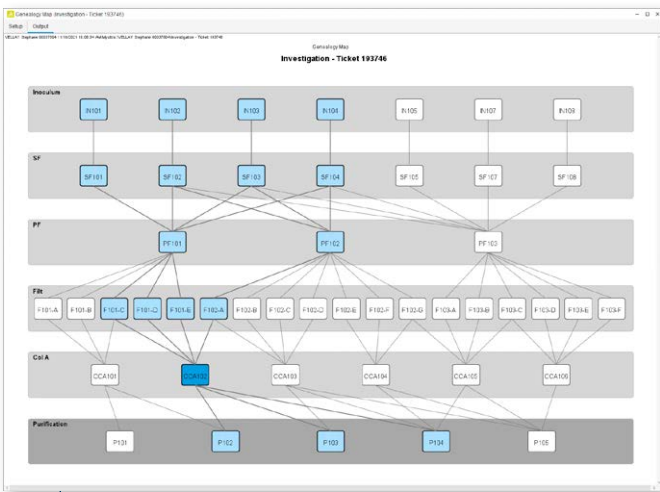 Genealogy Map (Investigation - Ticket 193746)
Setup Output
Genealogy Map
Investigation - Ticket 193746
Inoculum
IN101 IN102 IN103 IN104 IN105 IN107 IN108
SF
SF101 SF102 SF103 SF104 SF105 SF107 SF108
PF
PF101 PF102 PF103
Filt
F101-A F101-B F101-C F101-D F101-E F102-A F102-B F102-C F102-D F102-E F102-F F102-G F103-A F103-B F103-C F103-D F103-E F103-F
Col A
CCA101 CCA102 CCA103 CCA104 CCA105 CCA106
Purification
P101 P102 P103 P104 P105